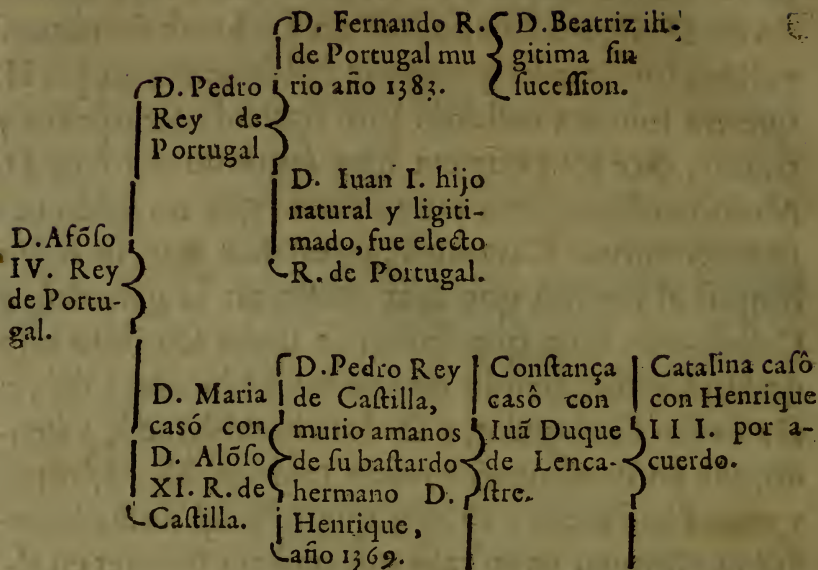 D. Fernando R.
de Portugal mu
rio año 1383.
D. Beatriz ili-
gitima ſin
ſuceſſion.
D. Pedro
Rey de
Portugal
D. Iuan I. hijo
natural y ligiti-
mado, fue electo
R. de Portugal.
D. Afõſo
IV. Rey
de Portu-
gal.
D. Maria
casó con
D. Alõſo
XI. R. de
Caſtilla.
D. Pedro Rey
de Caſtilla,
murio amanos
de ſu baſtardo
hermano D.
Henrique,
año 1369.
Conſtança
casô con
Iuã Duque
de Lenca-
ſtre.
Catalina caſô
con Henrique
III. por a-
cuerdo.